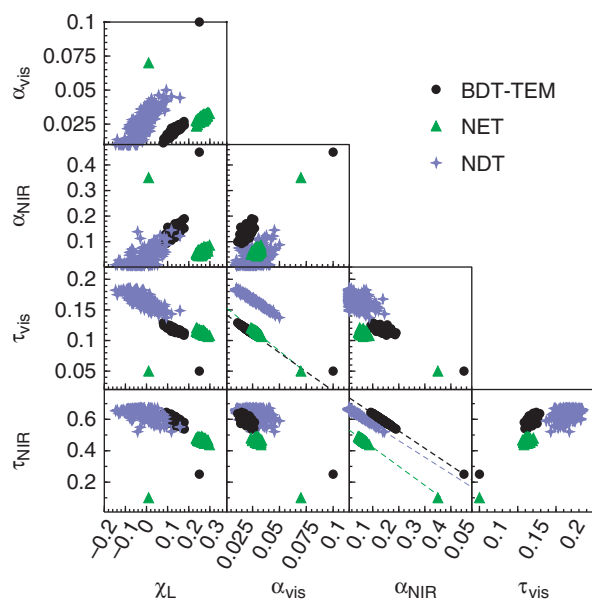 0.1
0.075
0.05
0.025
α_vis
BDT-TEM
NET
NDT
0.4
0.3
0.2
0.1
α_NIR
0.2
0.15
0.1
0.05
τ_vis
0.6
0.4
0.2
τ_NIR
−0.2 −0.1 0 0.1 0.2 0.3
0.025 0.05 0.075 0.1
0.1 0.2 0.3 0.4
0.05 0.1 0.15 0.2
χ_L α_vis α_NIR τ_vis